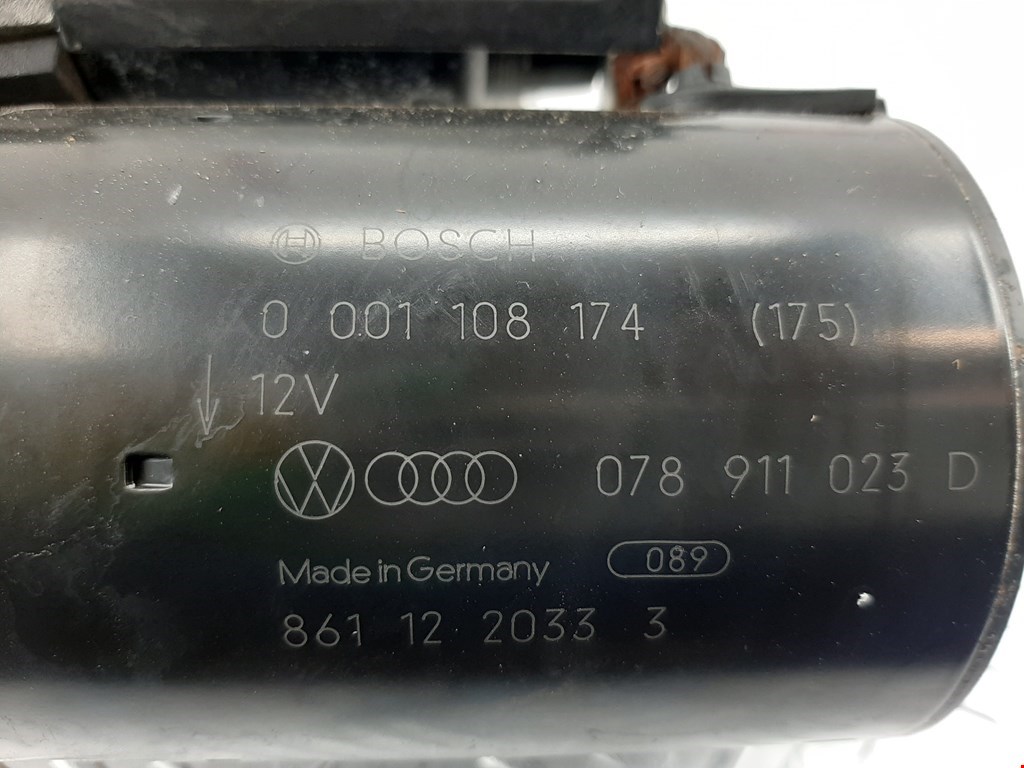 BOSCH
0 001 108 174 (175)
12V
078 911 023 D
Made in Germany 089
861 12 2033 3